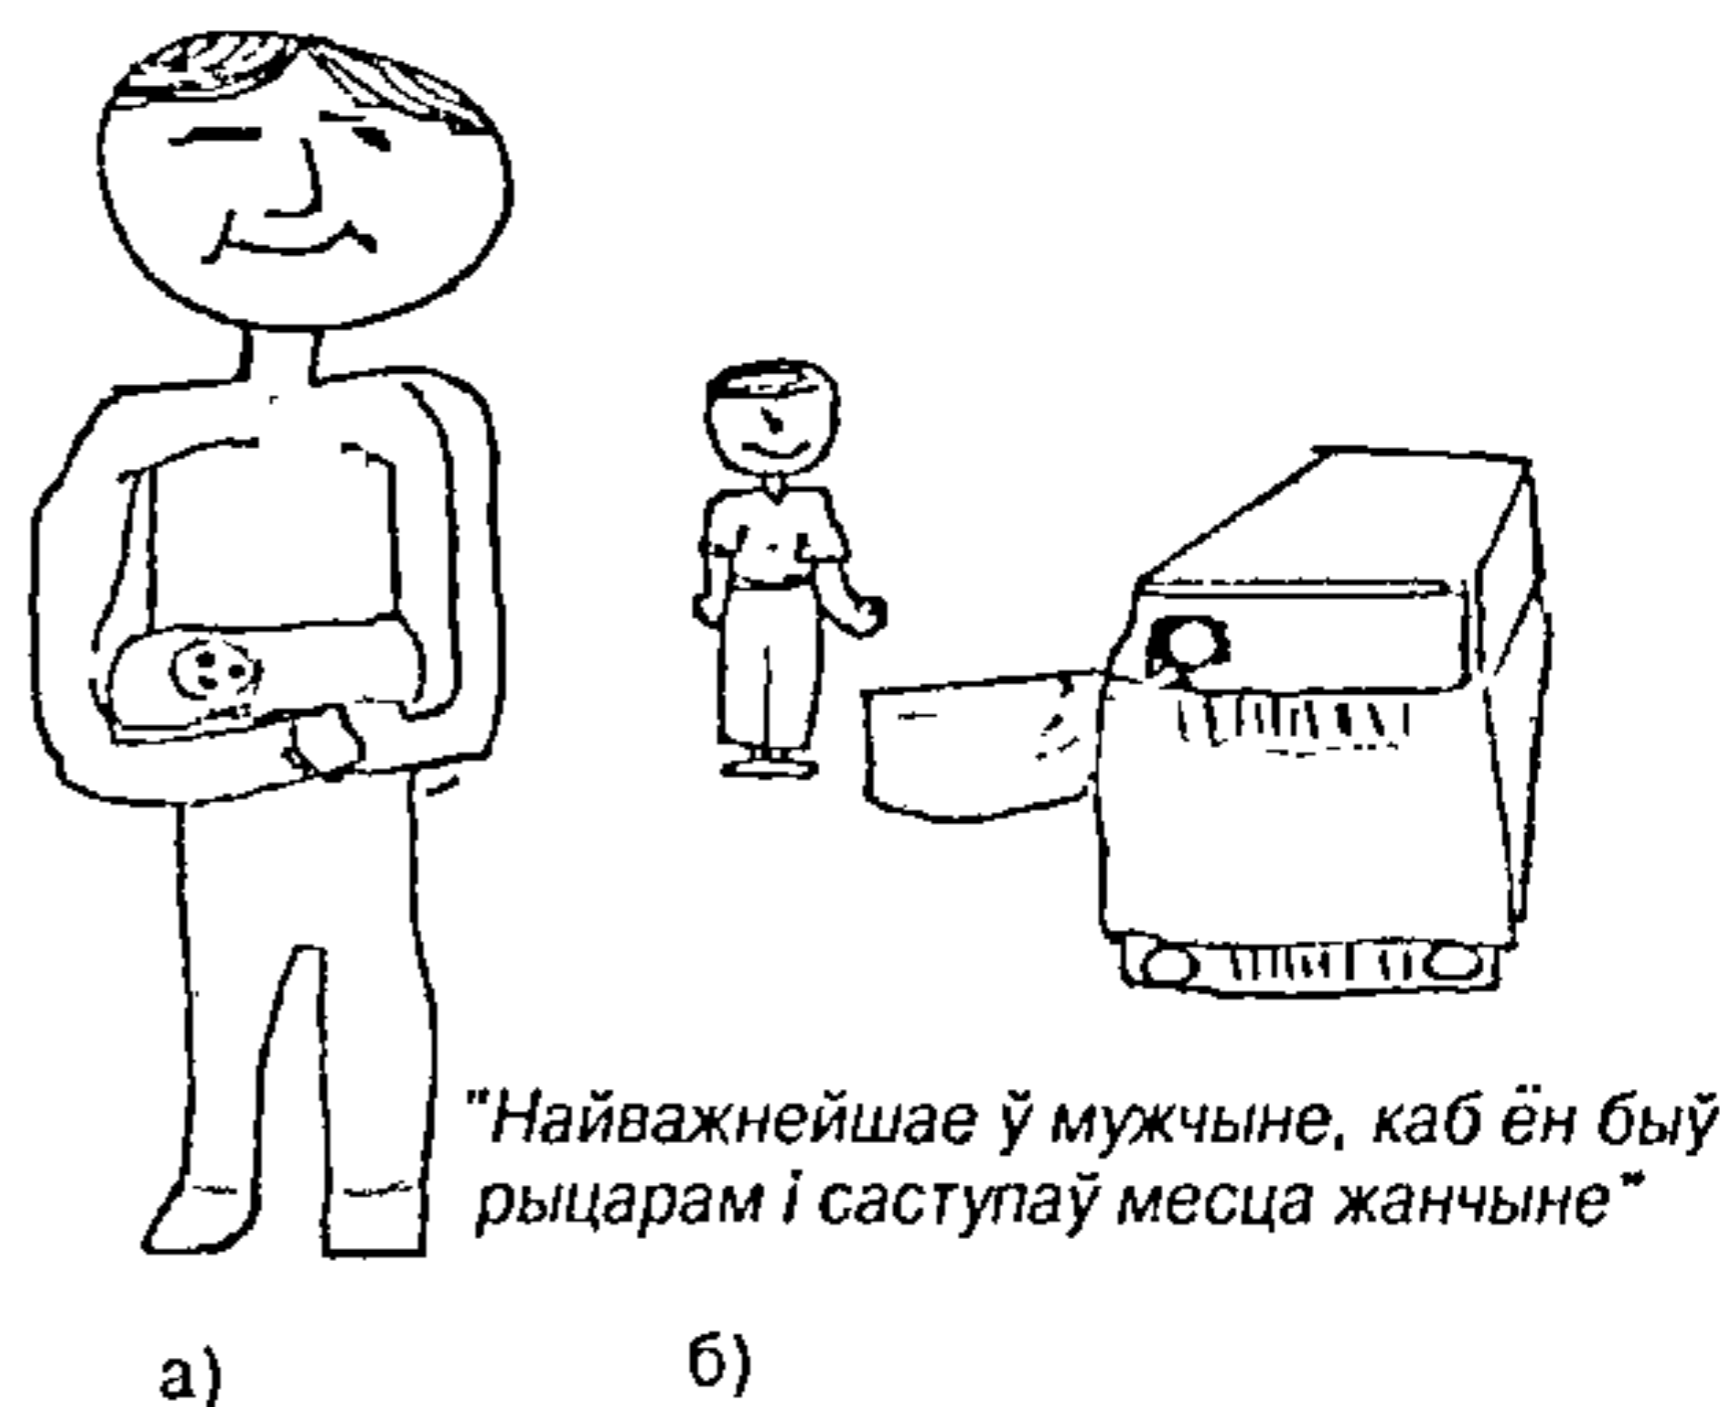 "Найважнейшае ў мужчыне, каб ён быў
рыцарам і саступаў месца жанчыне"
а) б)